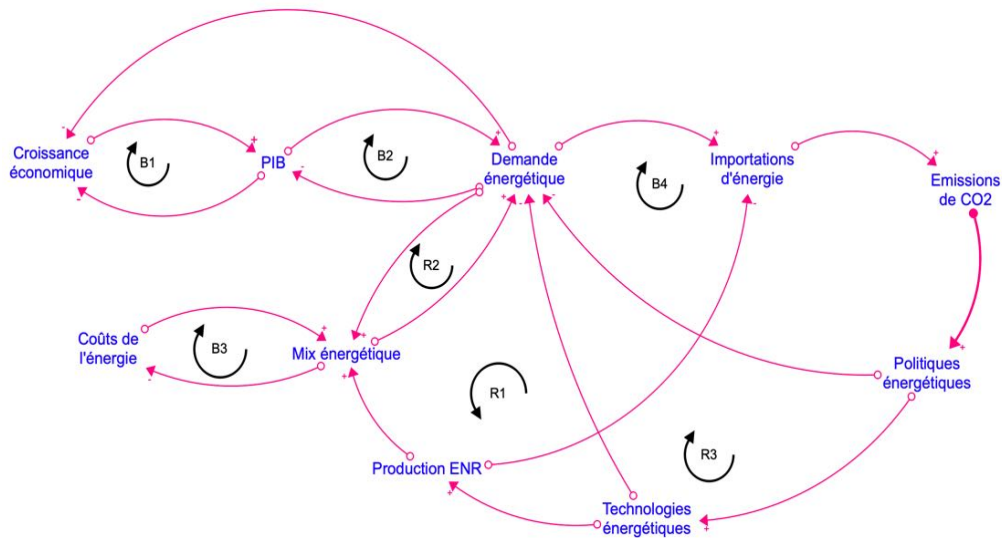 Croissance
économique
B1
PIB
B2
Demande
énergétique
B4
Importations
d'énergie
Emissions
de CO2
R2
Coûts de
l'énergie
B3
Mix énergétique
R1
Politiques
énergétiques
Production ENR
R3
Technologies
énergétiques